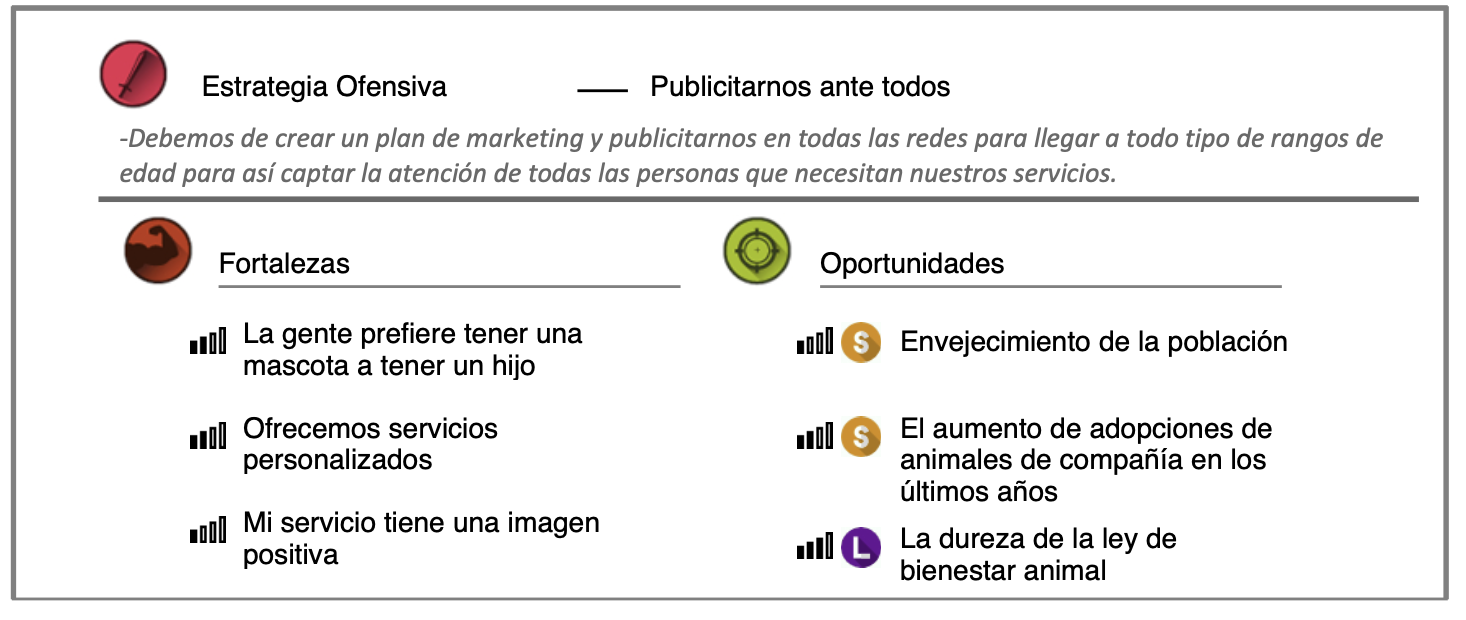 Estrategia Ofensiva — Publicitarnos ante todos
-Debemos de crear un plan de marketing y publicitarnos en todas las redes para llegar a todo tipo de rangos de
edad para así captar la atención de todas las personas que necesitan nuestros servicios.
Fortalezas
La gente prefiere tener una
mascota a tener un hijo
Ofrecemos servicios
personalizados
Mi servicio tiene una imagen
positiva
Oportunidades
S Envejecimiento de la población
S El aumento de adopciones de
animales de compañía en los
últimos años
L La dureza de la ley de
bienestar animal